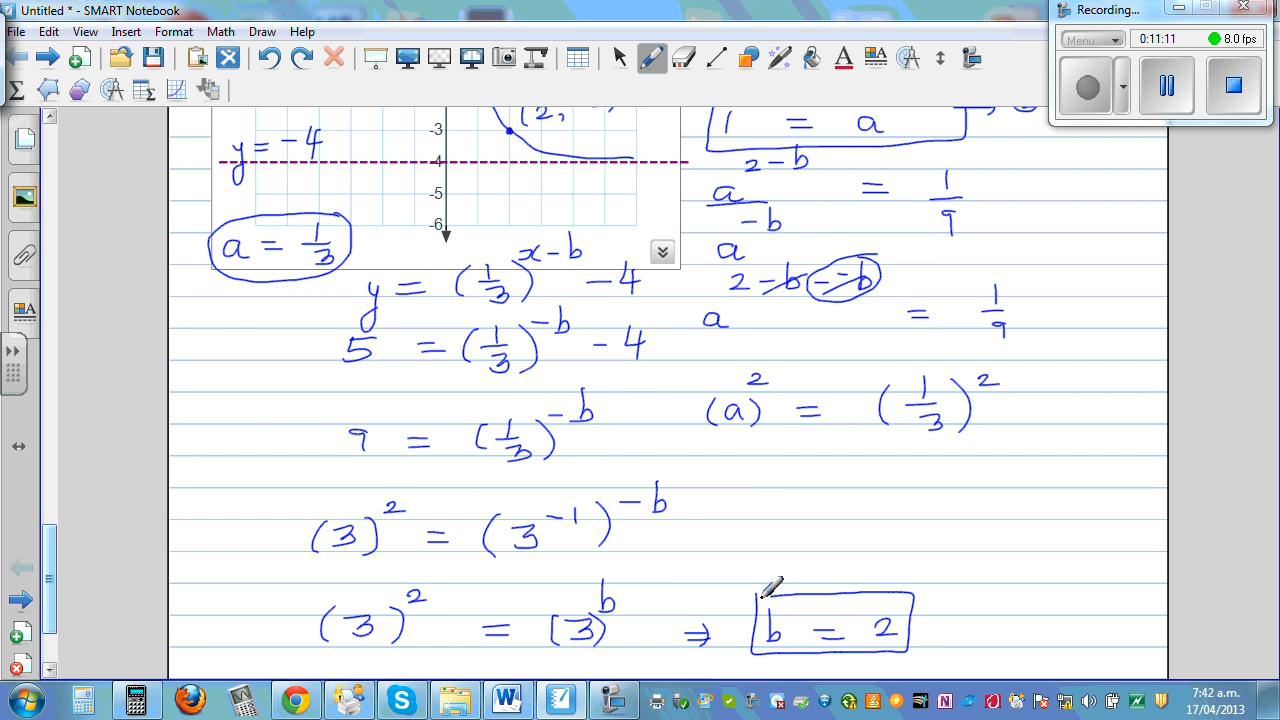 Untitled * - SMART Notebook
File Edit View Insert Format Math Draw Help
Recording...
Menu 0:11:11 8.0 fps
(2,
-3
y = -4
-4
-5
-6
1 = a
a^(2-b) / a^(-b) = 1/9
a = 1/3
y = (1/3)^(x-b) - 4
a^(2-b--b) = 1/9
5 = (1/3)^(-b) - 4
(a)^2 = (1/3)^2
9 = (1/3)^(-b)
(3)^2 = (3^(-1))^(-b)
(3)^2 = (3)^b ⇒ b = 2
7:42 a.m.
17/04/2013